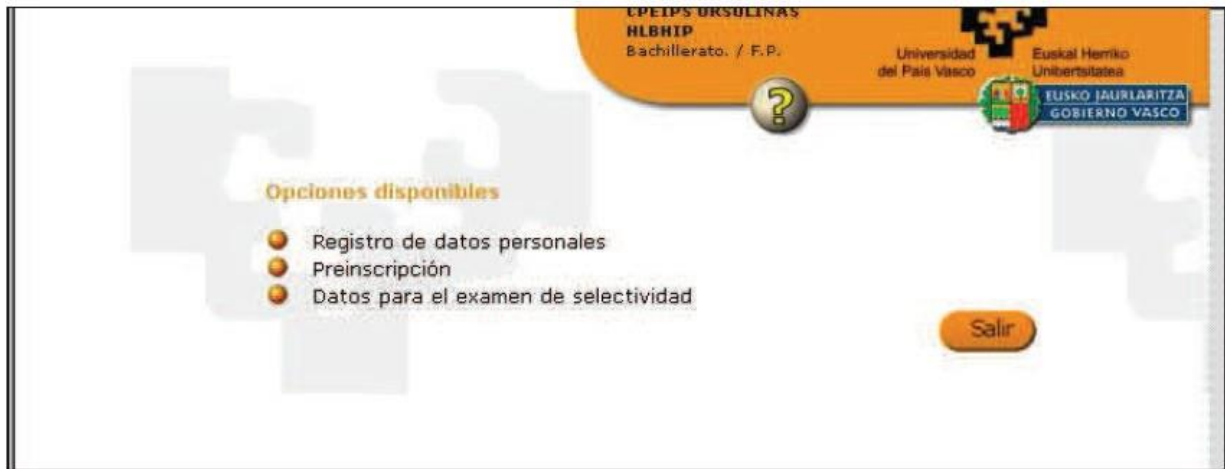 CPEIPS URSULINAS
HLBHIP
Bachillerato. / F.P.
Universidad
del País Vasco
Euskal Herriko
Unibertsitatea
?
EUSKO JAURLARITZA
GOBIERNO VASCO
Opciones disponibles
Registro de datos personales
Preinscripción
Datos para el examen de selectividad
Salir